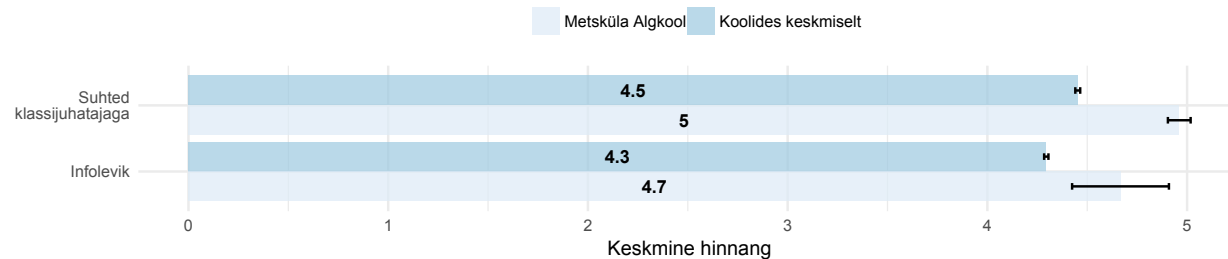 Metsküla Algkool Koolides keskmiselt
Suhted
klassijuhatajaga
4.5
5
Infolevik
4.3
4.7
0 1 2 3 4 5
Keskmine hinnang